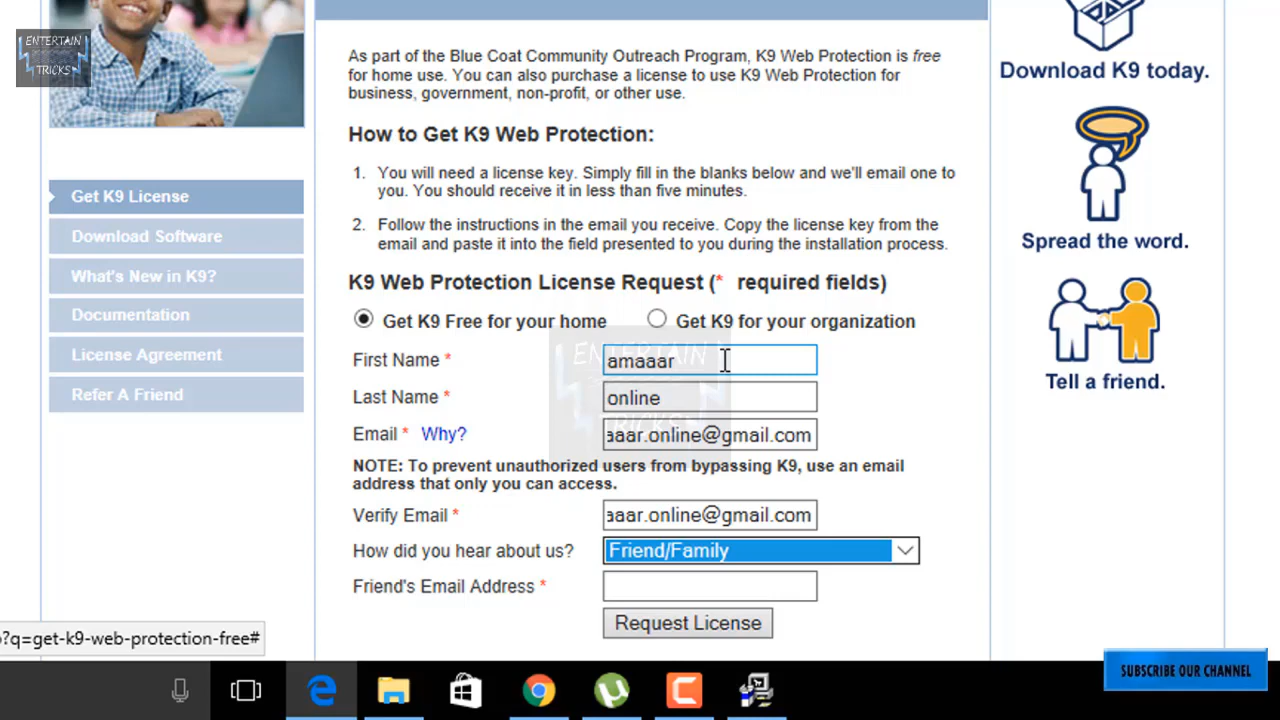 ENTERTAIN
TRICKS
As part of the Blue Coat Community Outreach Program, K9 Web Protection is free
for home use. You can also purchase a license to use K9 Web Protection for
business, government, non-profit, or other use.
How to Get K9 Web Protection:
1. You will need a license key. Simply fill in the blanks below and we'll email one to
you. You should receive it in less than five minutes.
2. Follow the instructions in the email you receive. Copy the license key from the
email and paste it into the field presented to you during the installation process.
K9 Web Protection License Request (* required fields)
Get K9 Free for your home Get K9 for your organization
First Name * amaaar
Last Name * online
Email * Why? aaar.online@gmail.com
NOTE: To prevent unauthorized users from bypassing K9, use an email
address that only you can access.
Verify Email * aaar.online@gmail.com
How did you hear about us? Friend/Family
Friend's Email Address *
Request License
Get K9 License
Download Software
What's New in K9?
Documentation
License Agreement
Refer A Friend
Download K9 today.
Spread the word.
Tell a friend.
ENTERTAIN
TRICKS
?q=get-k9-web-protection-free#
SUBSCRIBE OUR CHANNEL